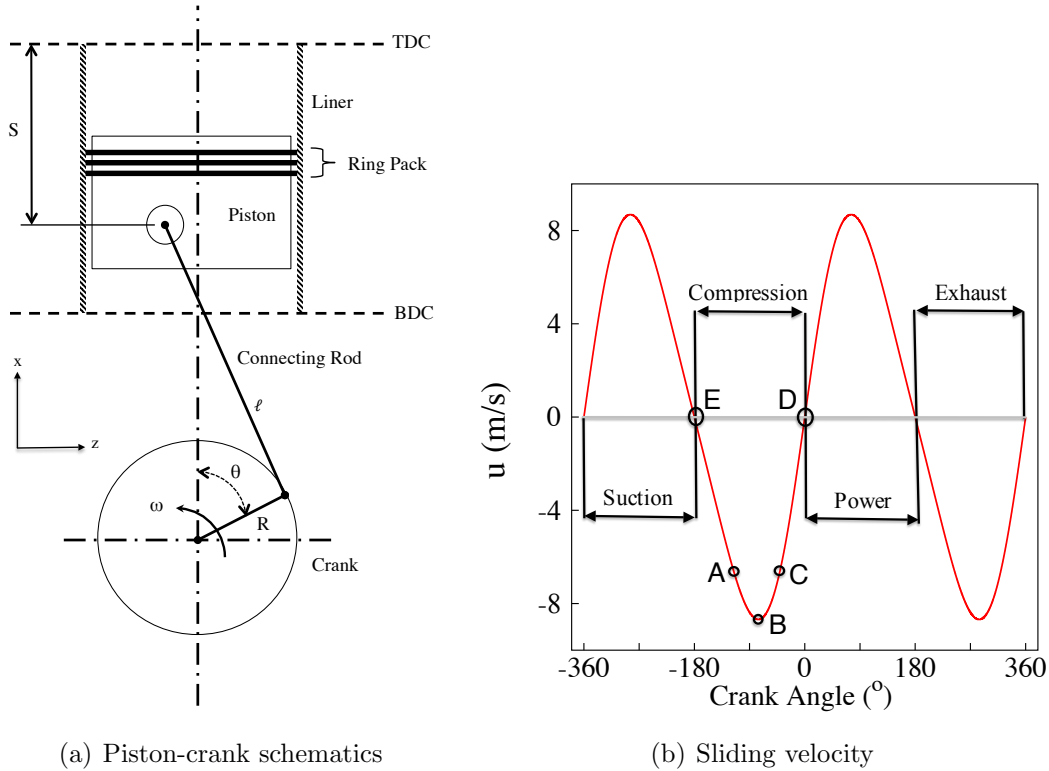 TDC
Liner
S
Ring Pack
Piston
BDC
Connecting Rod
x
ℓ
z
θ
ω
R
Crank
(a) Piston-crank schematics
8
Compression
Exhaust
4
E
D
u (m/s)
0
Suction
Power
-4
A
C
B
-8
-360
-180
0
180
360
Crank Angle (o)
(b) Sliding velocity